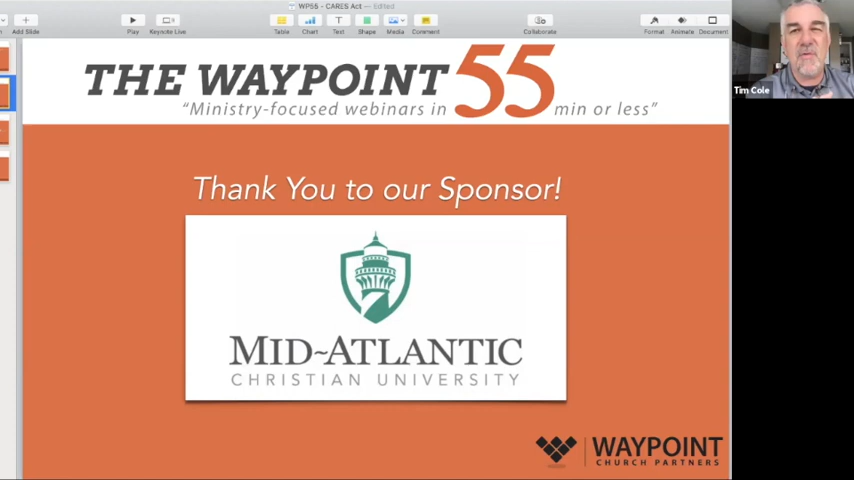 WP55 - CARES Act — Edited
Add Slide
Play
Keynote Live
Table
Chart
Text
Shape
Media
Comment
Collaborate
Format
Animate
Document
THE WAYPOINT 55
"Ministry-focused webinars in min or less"
Tim Cole
Thank You to our Sponsor!
MID~ATLANTIC
CHRISTIAN UNIVERSITY
WAYPOINT
CHURCH PARTNERS